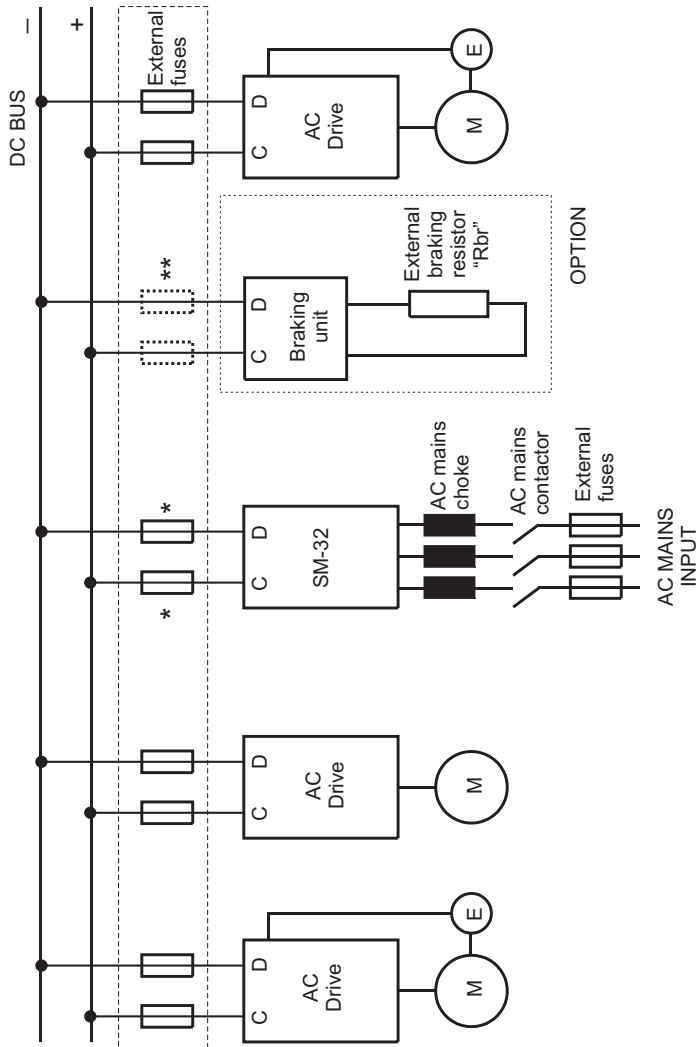 DC BUS
–
+
External
fuses
*
*
**
C
D
AC
Drive
M
E
C
D
AC
Drive
M
C
D
SM-32
AC mains
choke
AC mains
contactor
External
fuses
AC MAINS
INPUT
C
D
Braking
unit
External
braking
resistor
“Rbr”
OPTION
C
D
AC
Drive
M
E